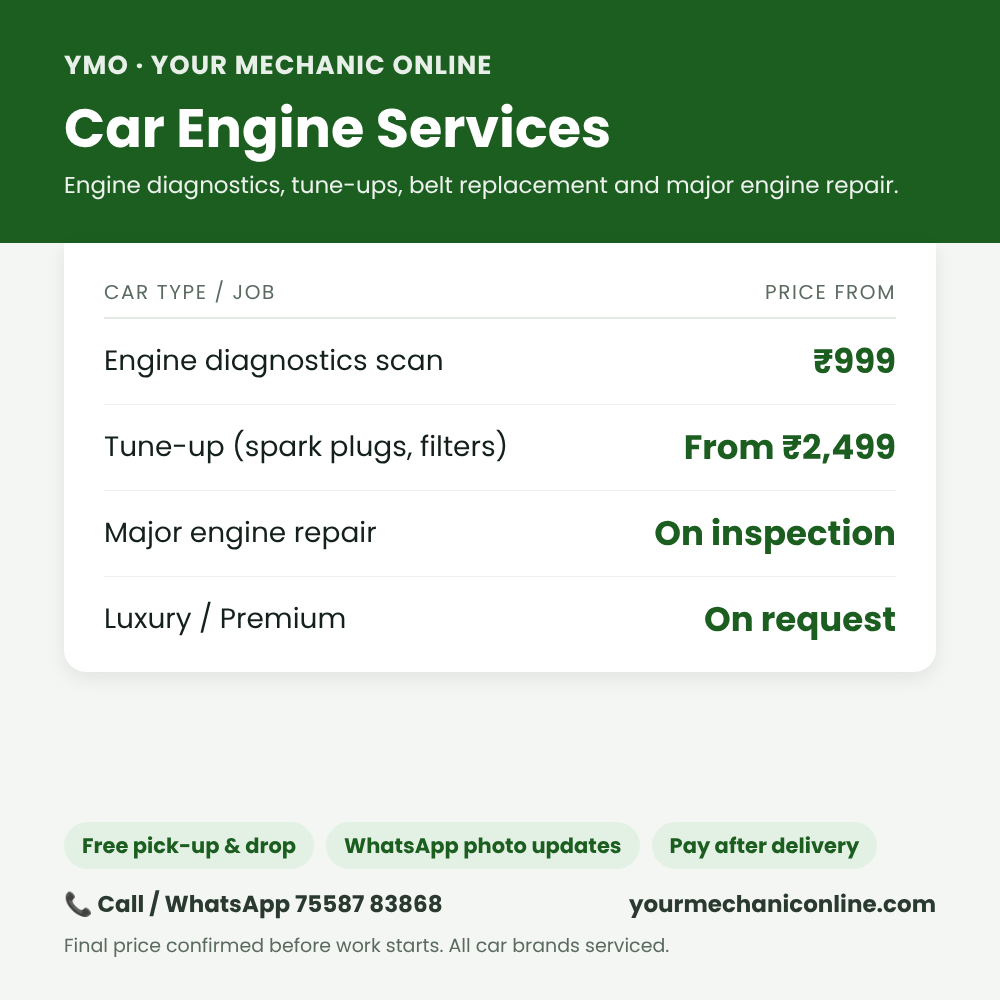 YMO · YOUR MECHANIC ONLINE
Car Engine Services
Engine diagnostics, tune-ups, belt replacement and major engine repair.
CAR TYPE / JOB PRICE FROM
Engine diagnostics scan ₹999
Tune-up (spark plugs, filters) From ₹2,499
Major engine repair On inspection
Luxury / Premium On request
Free pick-up & drop WhatsApp photo updates Pay after delivery
📞 Call / WhatsApp 75587 83868 yourmechaniconline.com
Final price confirmed before work starts. All car brands serviced.